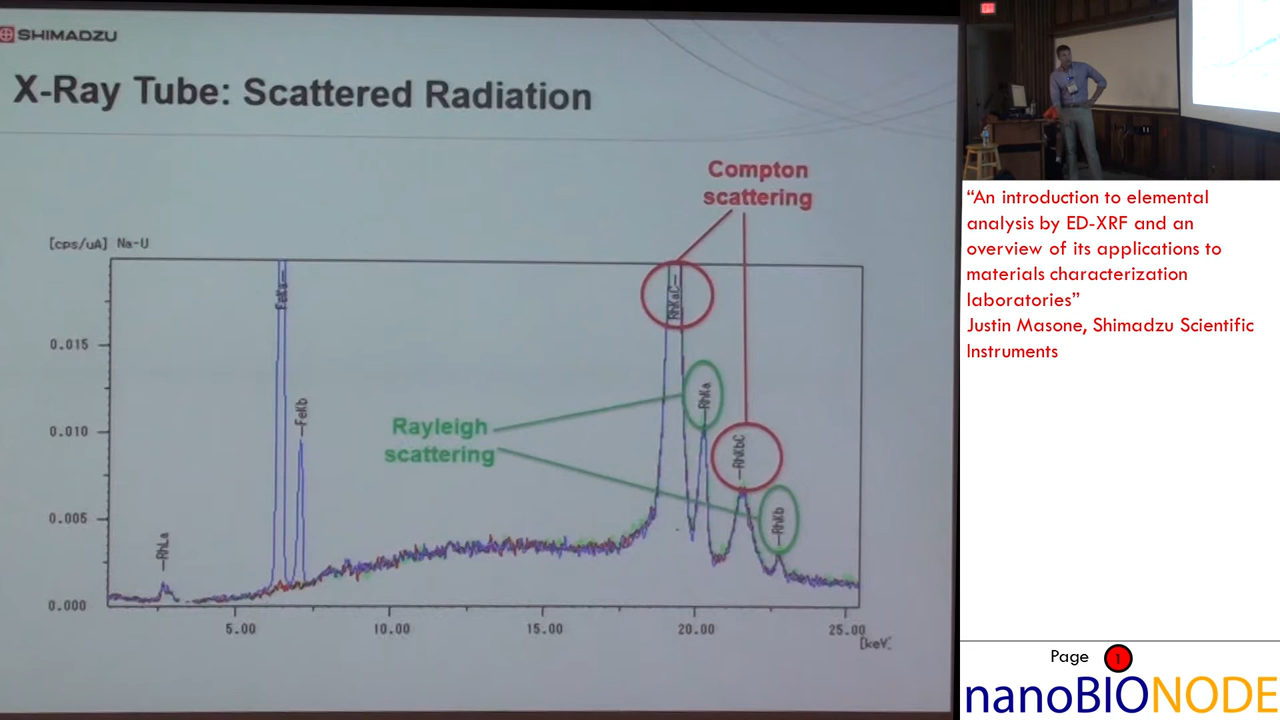 SHIMADZU
X-Ray Tube: Scattered Radiation
Compton
scattering
[cps/uA] Na-U
FeKa
RhKaC
0.015
RhKa
Rayleigh
scattering
FeKb
0.010
RhKbC
0.005
RhKb
RhLa
0.000
5.00 10.00 15.00 20.00 25.00
[keV]
“An introduction to elemental
analysis by ED-XRF and an
overview of its applications to
materials characterization
laboratories”
Justin Masone, Shimadzu Scientific
Instruments
Page 1
nanoBIONODE